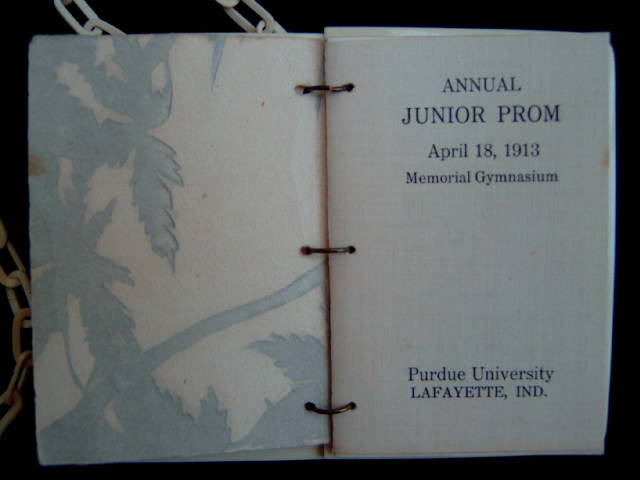 ANNUAL
JUNIOR PROM
April 18, 1913
Memorial Gymnasium
Purdue University
LAFAYETTE, IND.